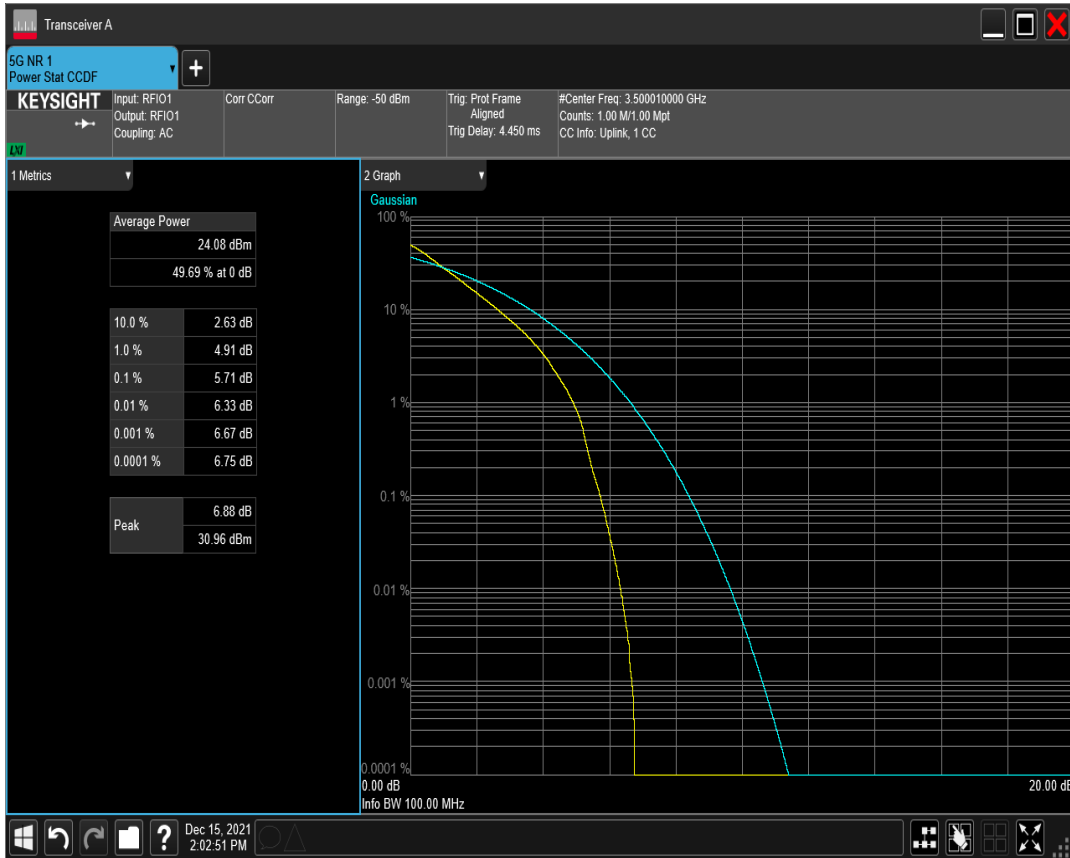 Transceiver A
5G NR 1
Power Stat CCDF
+
KEYSIGHT
LXI
Input: RFIO1
Output: RFIO1
Coupling: AC
Corr CCorr
Range: -50 dBm
Trig: Prot Frame
Aligned
Trig Delay: 4.450 ms
#Center Freq: 3.500010000 GHz
Counts: 1.00 M/1.00 Mpt
CC Info: Uplink, 1 CC
1 Metrics
Average Power
24.08 dBm
49.69 % at 0 dB
10.0 % 2.63 dB
1.0 % 4.91 dB
0.1 % 5.71 dB
0.01 % 6.33 dB
0.001 % 6.67 dB
0.0001 % 6.75 dB
Peak
6.88 dB
30.96 dBm
2 Graph
Gaussian
100 %
10 %
1 %
0.1 %
0.01 %
0.001 %
0.0001 %
0.00 dB 20.00 dB
Info BW 100.00 MHz
?
Dec 15, 2021
2:02:51 PM